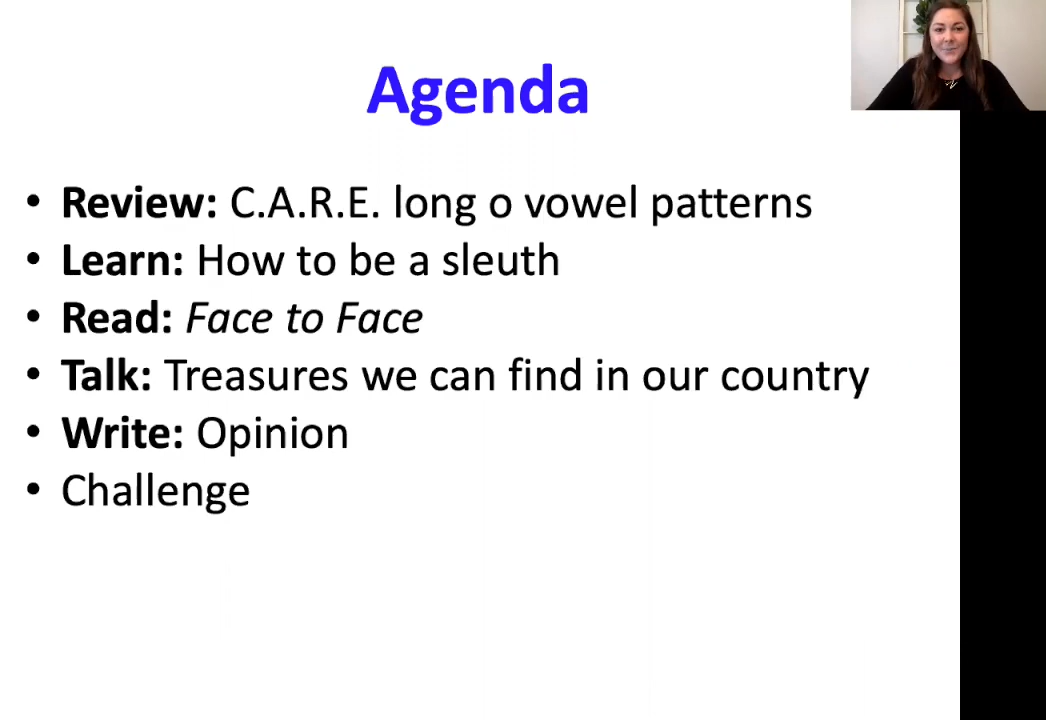 Agenda
• Review: C.A.R.E. long o vowel patterns
• Learn: How to be a sleuth
• Read: Face to Face
• Talk: Treasures we can find in our country
• Write: Opinion
• Challenge